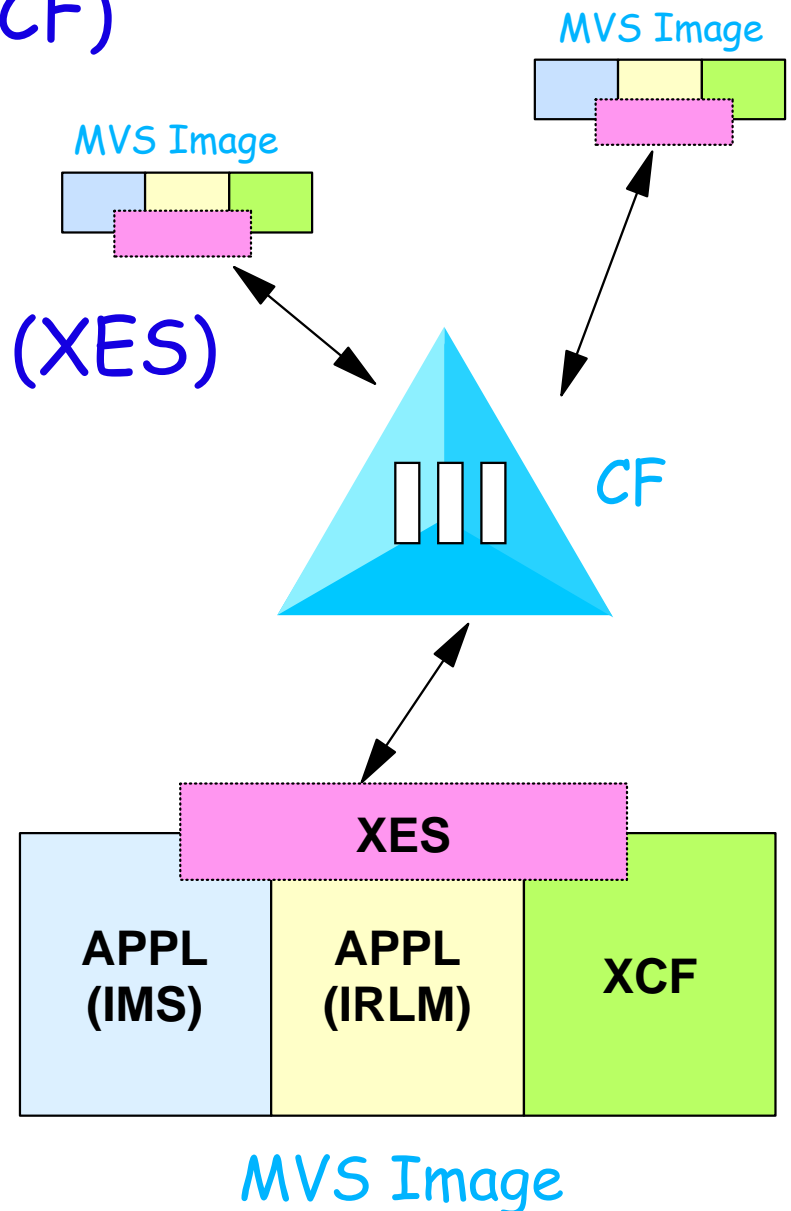 CF)
MVS Image
MVS Image
(XES)
CF
XES
APPL
(IMS)
APPL
(IRLM)
XCF
MVS Image